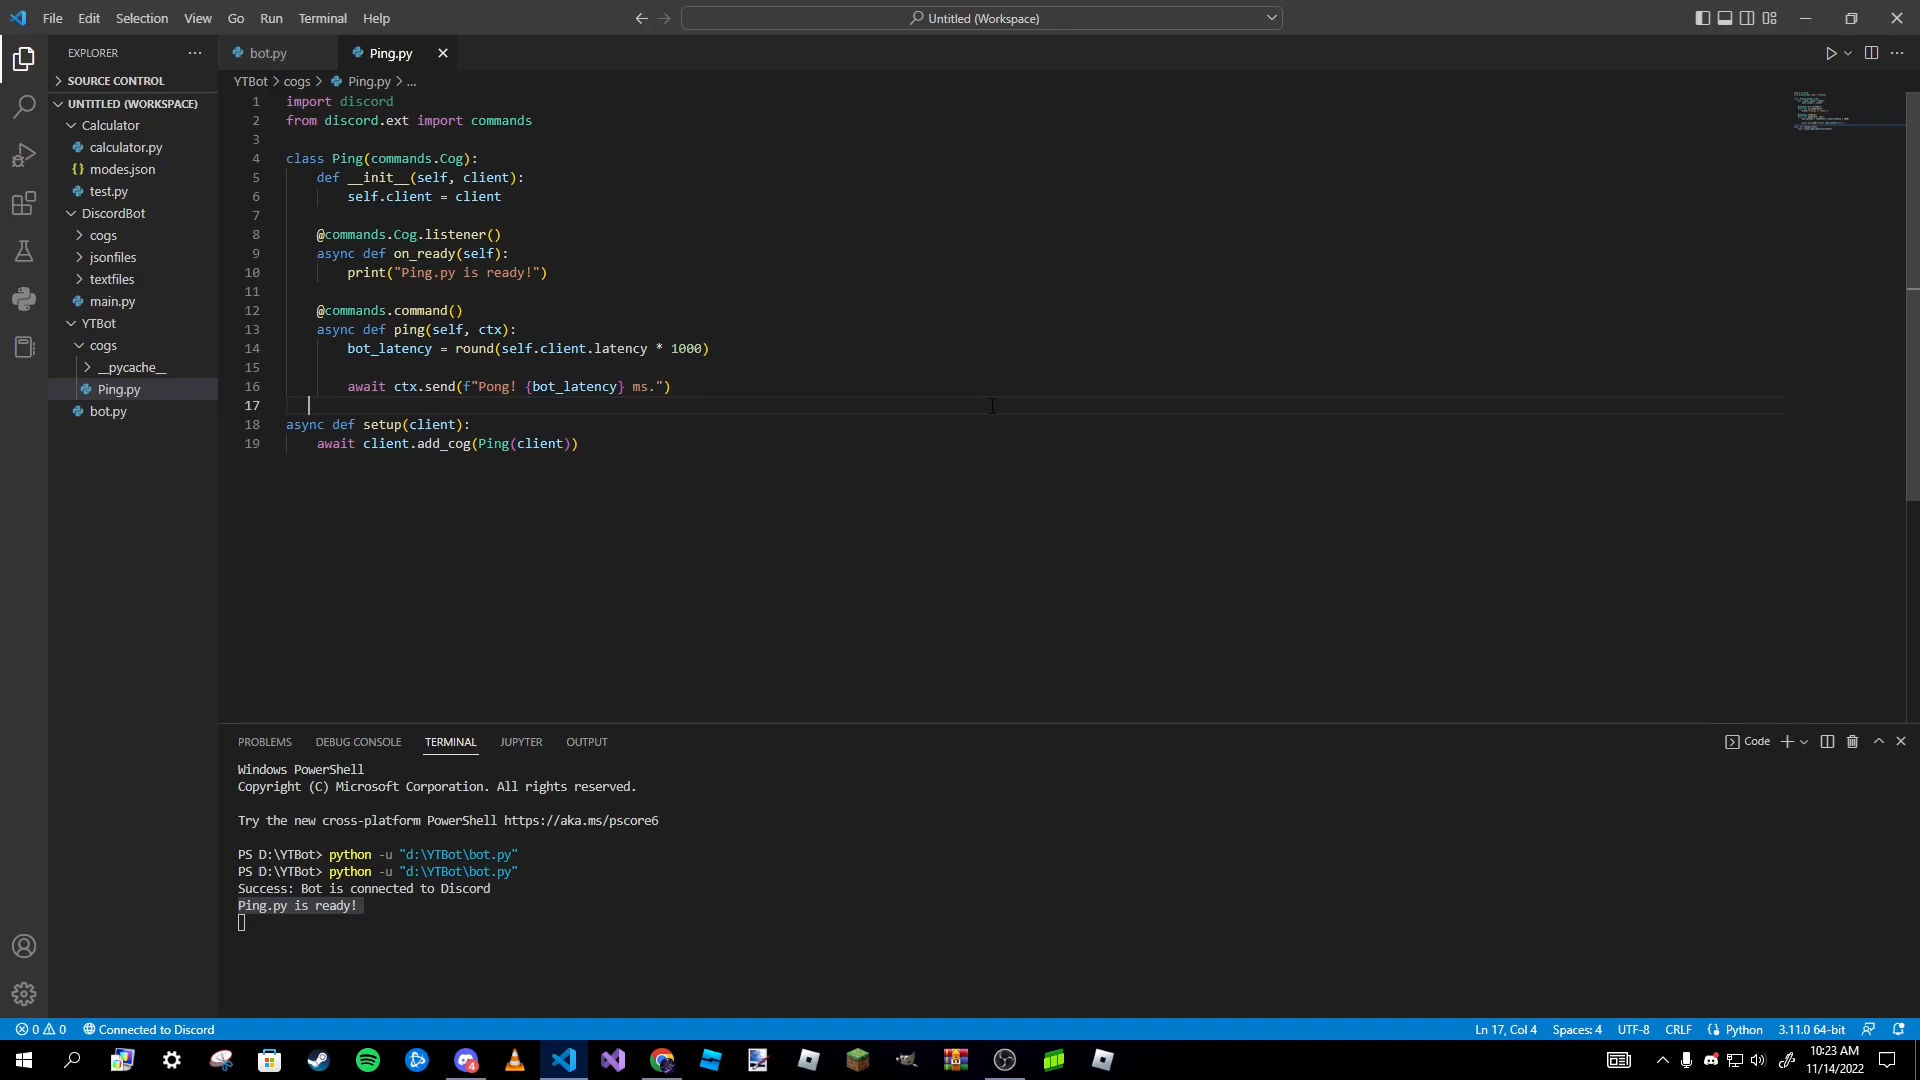 File Edit Selection View Go Run Terminal Help
Untitled (Workspace)
EXPLORER
SOURCE CONTROL
UNTITLED (WORKSPACE)
Calculator
calculator.py
modes.json
test.py
DiscordBot
cogs
jsonfiles
textfiles
main.py
YTBot
cogs
__pycache__
Ping.py
bot.py
bot.py Ping.py
YTBot > cogs > Ping.py > ...
1 import discord
2 from discord.ext import commands
3
4 class Ping(commands.Cog):
5 def __init__(self, client):
6 self.client = client
7
8 @commands.Cog.listener()
9 async def on_ready(self):
10 print("Ping.py is ready!")
11
12 @commands.command()
13 async def ping(self, ctx):
14 bot_latency = round(self.client.latency * 1000)
15
16 await ctx.send(f"Pong! {bot_latency} ms.")
17
18 async def setup(client):
19 await client.add_cog(Ping(client))
PROBLEMS DEBUG CONSOLE TERMINAL JUPYTER OUTPUT
Code
Windows PowerShell
Copyright (C) Microsoft Corporation. All rights reserved.
Try the new cross-platform PowerShell https://aka.ms/pscore6
PS D:\YTBot> python -u "d:\YTBot\bot.py"
PS D:\YTBot> python -u "d:\YTBot\bot.py"
Success: Bot is connected to Discord
Ping.py is ready!
0 0 Connected to Discord
Ln 17, Col 4 Spaces: 4 UTF-8 CRLF Python 3.11.0 64-bit
4
10:23 AM
11/14/2022